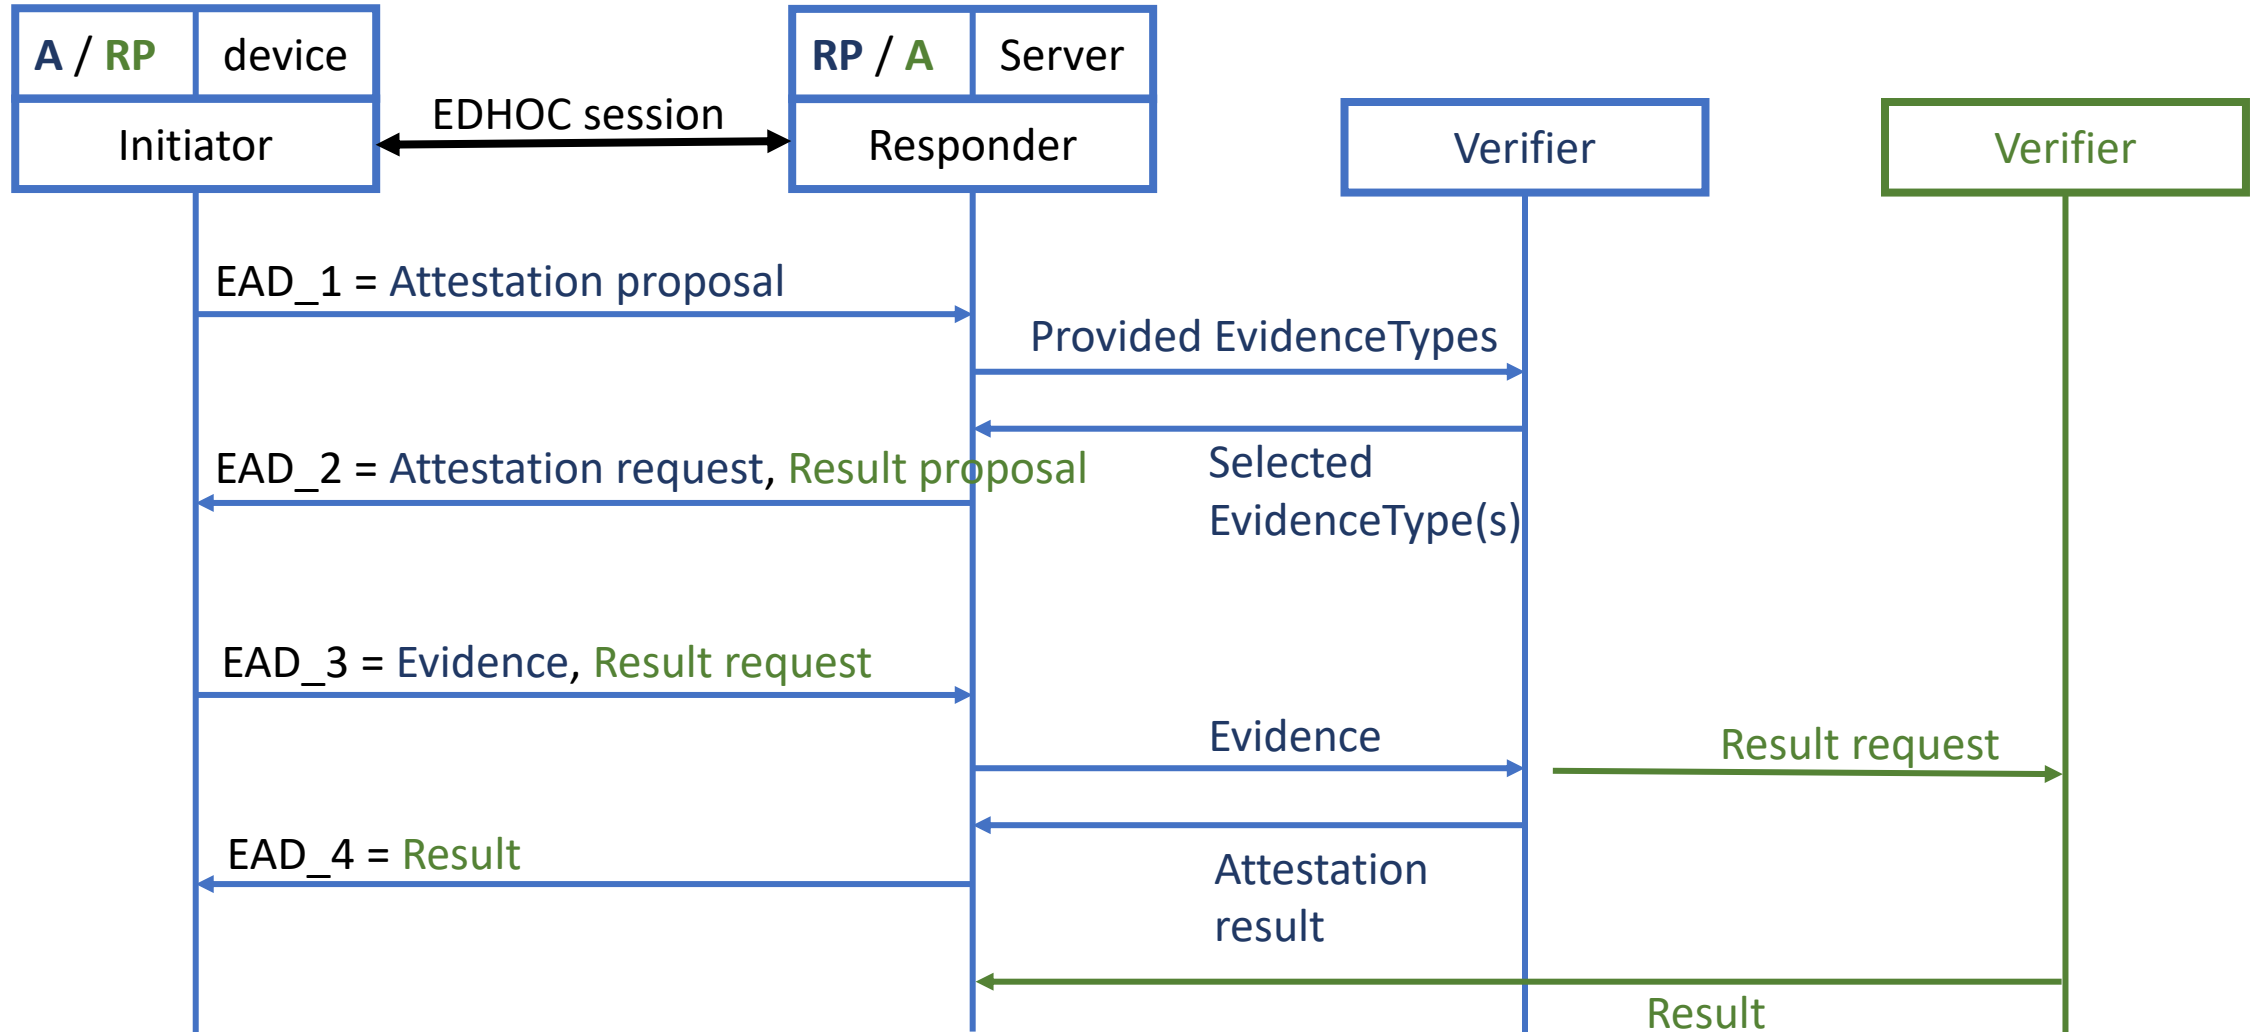 A / RP
device
RP / A
Server
Initiator
EDHOC session
Responder
Verifier
Verifier
EAD_1 = Attestation proposal
Provided EvidenceTypes
EAD_2 = Attestation request, Result proposal
Selected
EvidenceType(s)
EAD_3 = Evidence, Result request
Evidence
Result request
EAD_4 = Result
Attestation
result
Result